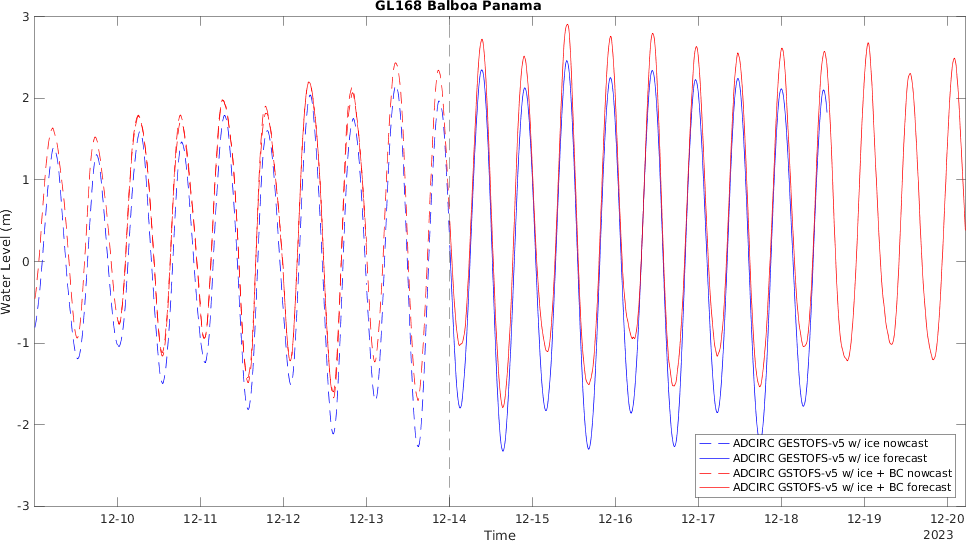 GL168 Balboa Panama
3
2
1
0
-1
-2
-3
Water Level (m)
12-10 12-11 12-12 12-13 12-14 12-15 12-16 12-17 12-18 12-19 12-20
Time
2023
ADCIRC GESTOFS-v5 w/ ice nowcast
ADCIRC GESTOFS-v5 w/ ice forecast
ADCIRC GSTOFS-v5 w/ ice + BC nowcast
ADCIRC GSTOFS-v5 w/ ice + BC forecast